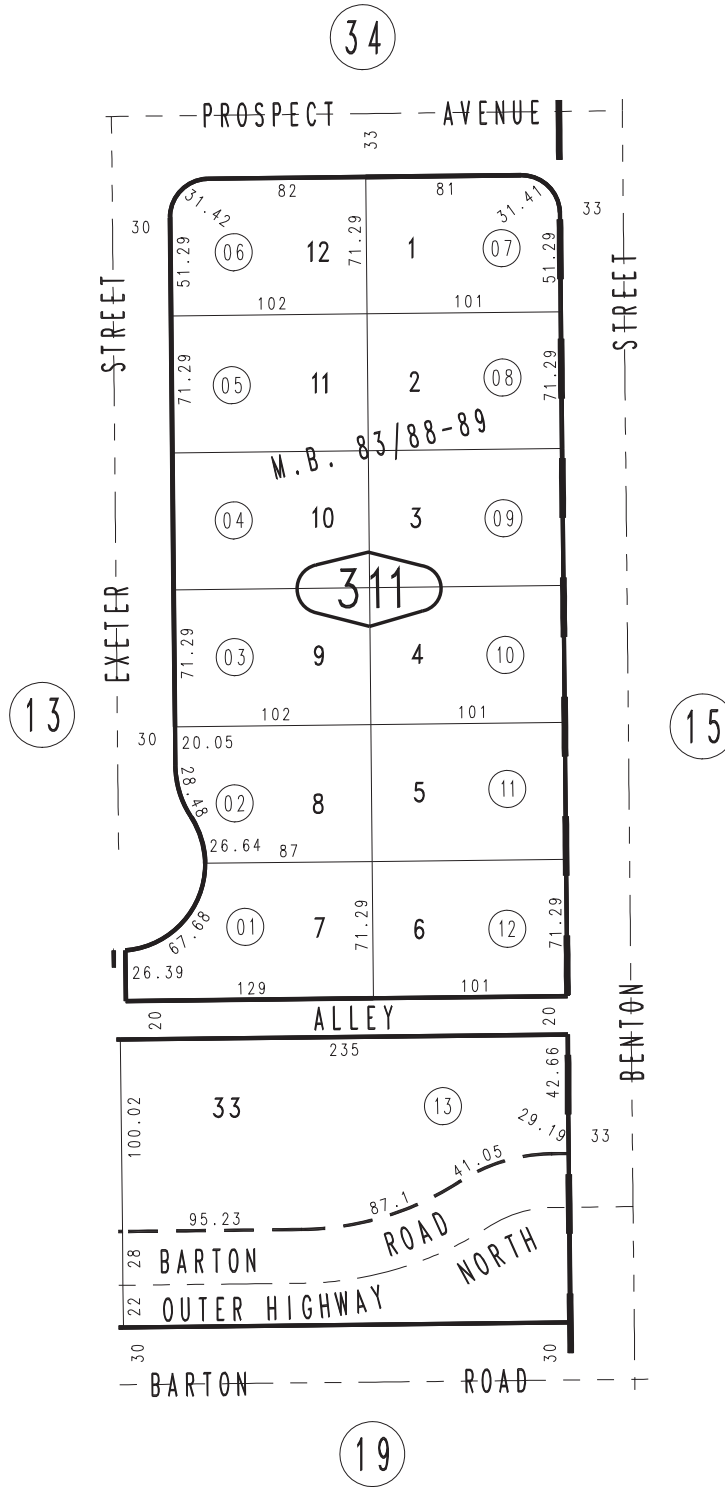 34
PROSPECT AVENUE
33
82 81
31.42 31.41
30 33
51.29 06 12 71.29 1 07 51.29
102 101
STREET STREET
71.29 05 11 2 08 71.29
M.B. 83/88-89
04 10 3 09
311
EXETER
71.29 03 9 4 10
13 15
102 101
30 20.05
28.48 02 8 5 11
26.64 87
67.68 01 7 71.29 6 12 71.29
26.39
129 101
BENTON
20 ALLEY 20
235
42.66
100.02 33 13
29.19 33
41.05
87.1
95.23
28 BARTON ROAD
22 OUTER HIGHWAY NORTH
30 30
BARTON ROAD
19